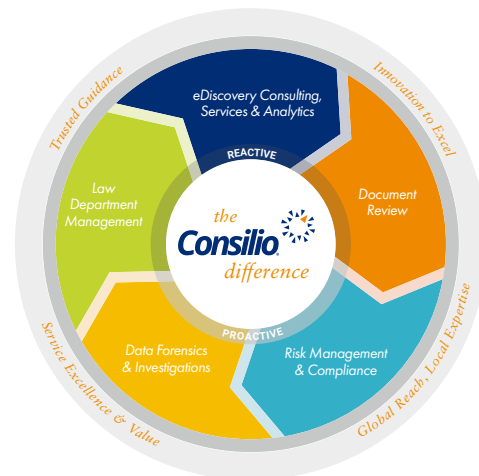 Trusted Guidance
Innovation to Excel
eDiscovery Consulting,
Services & Analytics
REACTIVE
Law
Department
Management
Document
Review
the
Consilio
difference
PROACTIVE
Data Forensics
& Investigations
Risk Management
& Compliance
Service Excellence & Value
Global Reach, Local Expertise